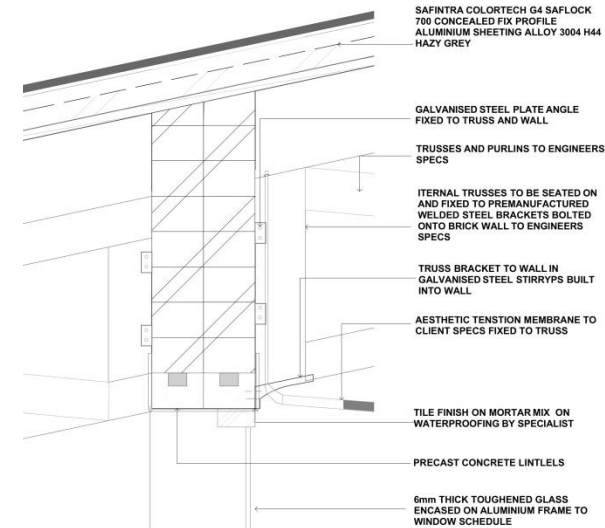 SAFINTRA COLORTECH G4 SAFLOCK
700 CONCEALED FIX PROFILE
ALUMINIUM SHEETING ALLOY 3004 H44
HAZY GREY
GALVANISED STEEL PLATE ANGLE
FIXED TO TRUSS AND WALL
TRUSSES AND PURLINS TO ENGINEERS
SPECS
ITERNAL TRUSSES TO BE SEATED ON
AND FIXED TO PREMANUFACTURED
WELDED STEEL BRACKETS BOLTED
ONTO BRICK WALL TO ENGINEERS
SPECS
TRUSS BRACKET TO WALL IN
GALVANISED STEEL STIRRYPS BUILT
INTO WALL
AESTHETIC TENSTION MEMBRANE TO
CLIENT SPECS FIXED TO TRUSS
TILE FINISH ON MORTAR MIX ON
WATERPROOFING BY SPECIALIST
PRECAST CONCRETE LINTLELS
6mm THICK TOUGHENED GLASS
ENCASED ON ALUMINIUM FRAME TO
WINDOW SCHEDULE